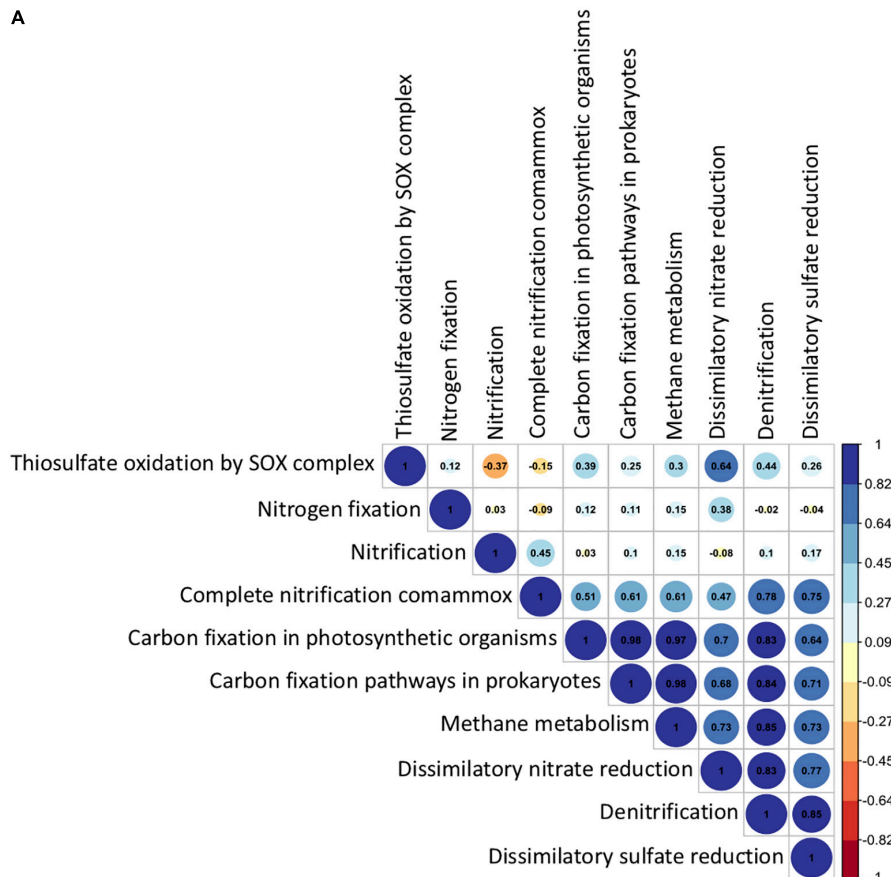 A
Thiosulfate oxidation by SOX complex
Nitrogen fixation
Nitrification
Complete nitrification comammox
Carbon fixation in photosynthetic organisms
Carbon fixation pathways in prokaryotes
Methane metabolism
Dissimilatory nitrate reduction
Denitrification
Dissimilatory sulfate reduction
Thiosulfate oxidation by SOX complex 1 0.12 -0.37 -0.15 0.39 0.25 0.3 0.64 0.44 0.26
Nitrogen fixation 1 0.03 -0.09 0.12 0.11 0.15 0.38 -0.02 -0.04
Nitrification 1 0.45 0.03 0.1 0.15 -0.08 0.1 0.17
Complete nitrification comammox 1 0.51 0.61 0.61 0.47 0.78 0.75
Carbon fixation in photosynthetic organisms 1 0.98 0.97 0.7 0.83 0.64
Carbon fixation pathways in prokaryotes 1 0.98 0.68 0.84 0.71
Methane metabolism 1 0.73 0.85 0.73
Dissimilatory nitrate reduction 1 0.83 0.77
Denitrification 1 0.85
Dissimilatory sulfate reduction 1
1
0.82
0.64
0.45
0.27
0.09
-0.09
-0.27
-0.45
-0.64
-0.82
-1